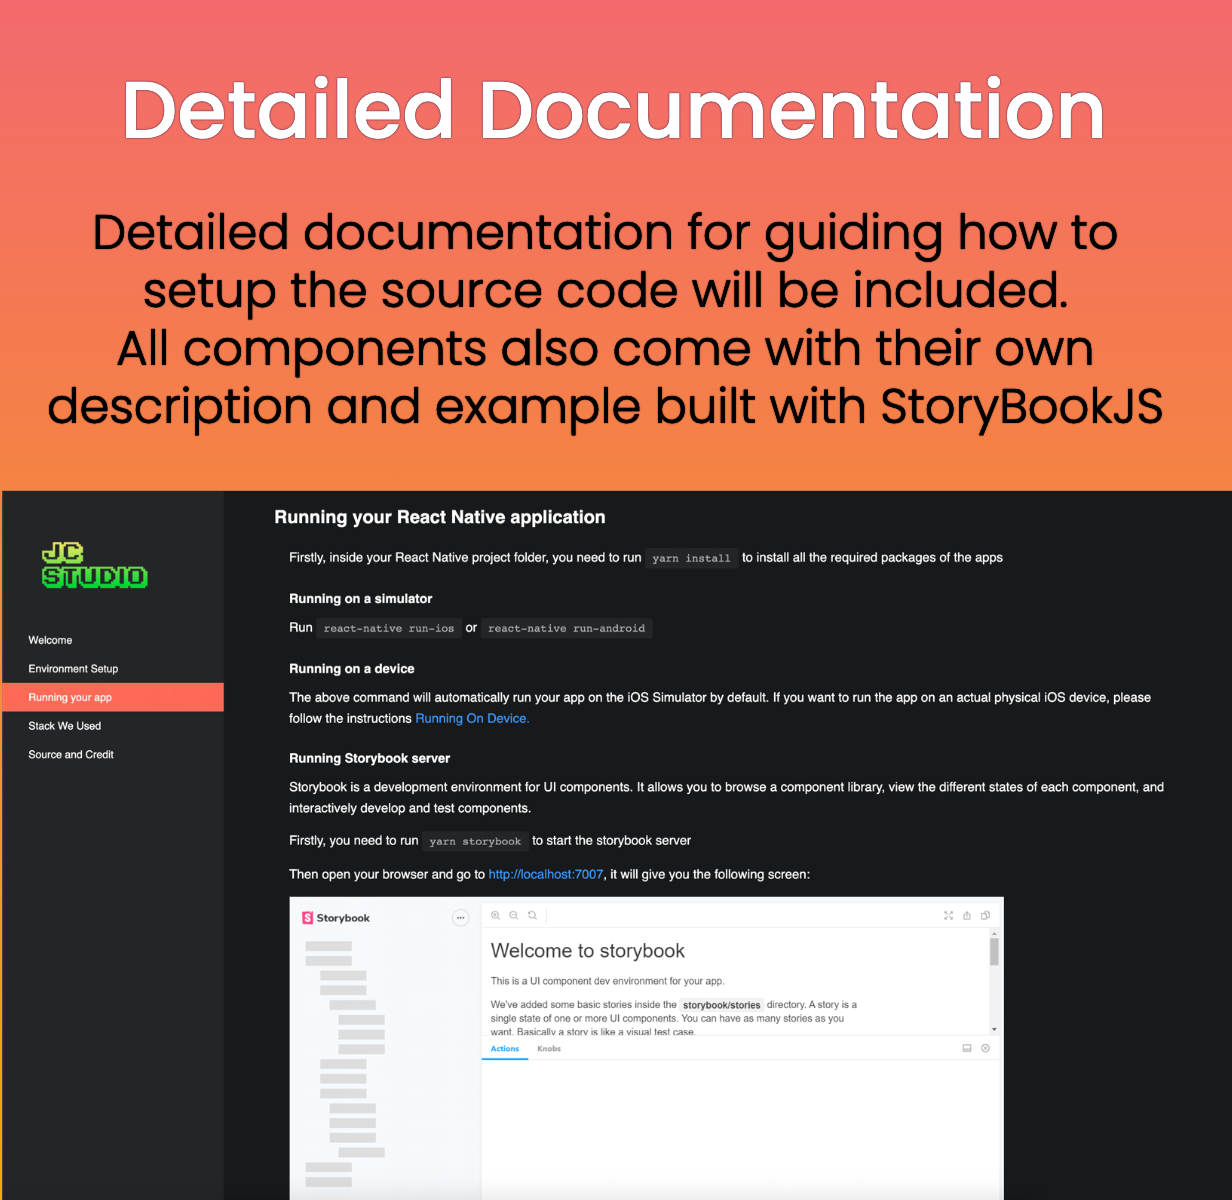 Detailed Documentation
Detailed documentation for guiding how to
setup the source code will be included.
All components also come with their own
description and example built with StoryBookJS
JC
STUDIO
Welcome
Environment Setup
Running your app
Stack We Used
Source and Credit
Running your React Native application
Firstly, inside your React Native project folder, you need to run yarn install to install all the required packages of the apps
Running on a simulator
Run react-native run-ios or react-native run-android
Running on a device
The above command will automatically run your app on the iOS Simulator by default. If you want to run the app on an actual physical iOS device, please
follow the instructions Running On Device.
Running Storybook server
Storybook is a development environment for UI components. It allows you to browse a component library, view the different states of each component, and
interactively develop and test components.
Firstly, you need to run yarn storybook to start the storybook server
Then open your browser and go to http://localhost:7007, it will give you the following screen:
S Storybook
Welcome to storybook
This is a UI component dev environment for your app.
We've added some basic stories inside the storybook/stories directory. A story is a
single state of one or more UI components. You can have as many stories as you
want. Basically a story is like a visual test case.
Actions Knobs